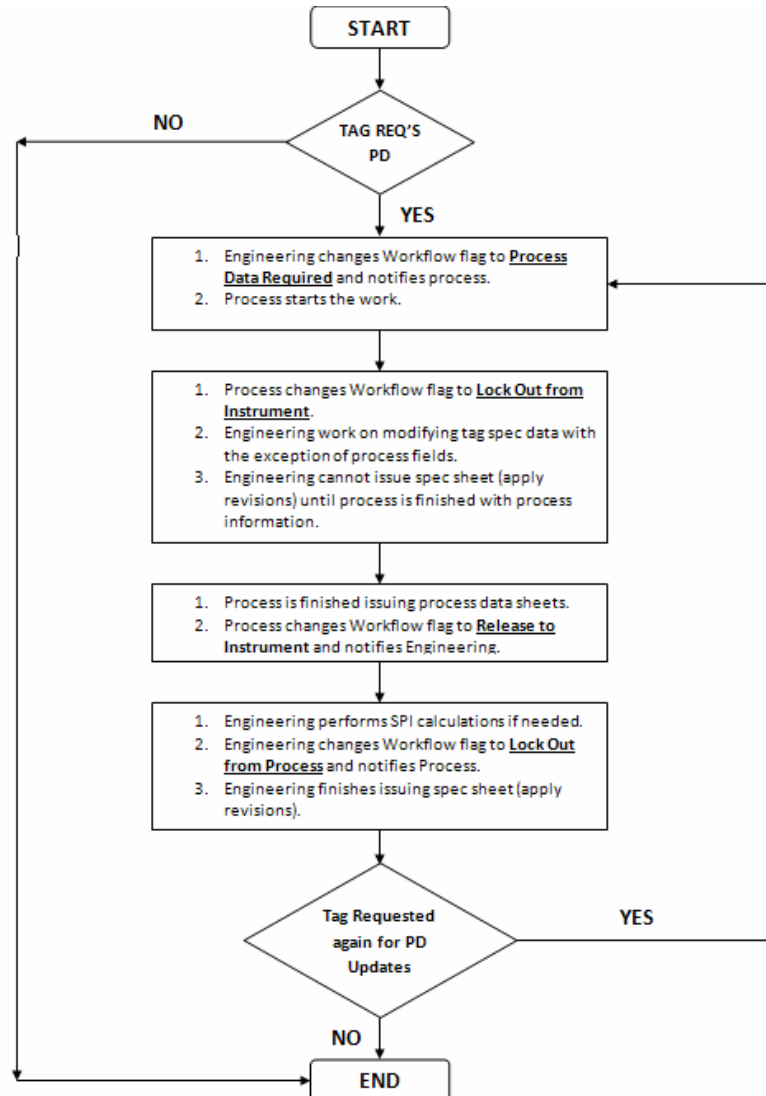 START
TAG REQ'S
PD
NO
YES
1. Engineering changes Workflow flag to Process
Data Required and notifies process.
2. Process starts the work.
1. Process changes Workflow flag to Lock Out from
Instrument.
2. Engineering work on modifying tag spec data with
the exception of process fields.
3. Engineering cannot issue spec sheet (apply
revisions) until process is finished with process
information.
1. Process is finished issuing process data sheets.
2. Process changes Workflow flag to Release to
Instrument and notifies Engineering.
1. Engineering performs SPI calculations if needed.
2. Engineering changes Workflow flag to Lock Out
from Process and notifies Process.
3. Engineering finishes issuing spec sheet (apply
revisions).
Tag Requested
again for PD
Updates
YES
NO
END